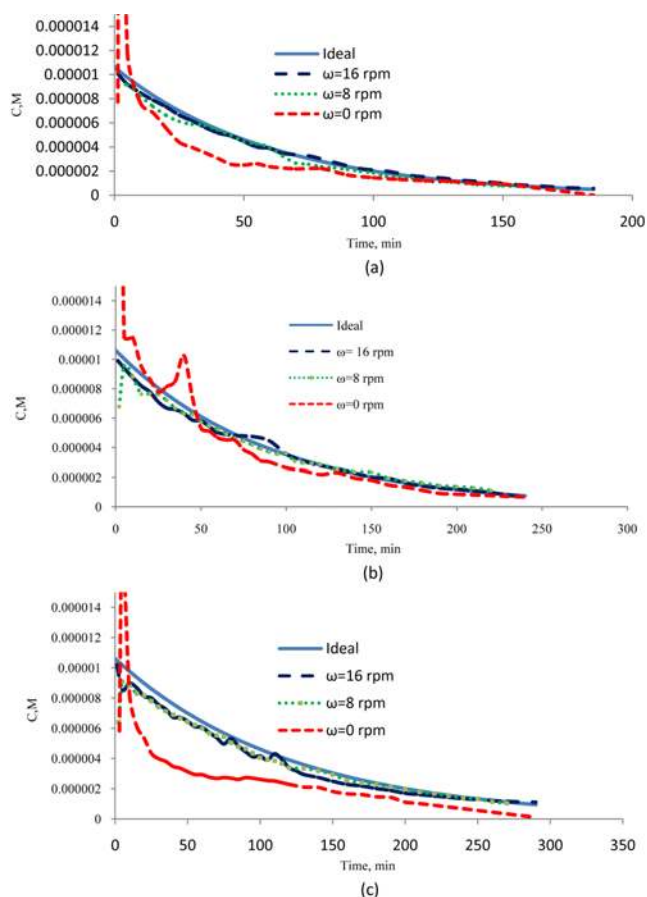 0.000014
0.000012
0.00001
0.000008
0.000006
0.000004
0.000002
0
C,M
Ideal
ω=16 rpm
ω=8 rpm
ω=0 rpm
0 50 100 150 200
Time, min
(a)
0.000014
0.000012
0.00001
0.000008
0.000006
0.000004
0.000002
0
C,M
Ideal
ω= 16 rpm
ω=8 rpm
ω=0 rpm
0 50 100 150 200 250 300
Time, min
(b)
0.000014
0.000012
0.00001
0.000008
0.000006
0.000004
0.000002
0
C,M
Ideal
ω=16 rpm
ω=8 rpm
ω=0 rpm
0 50 100 150 200 250 300 350
Time, min
(c)